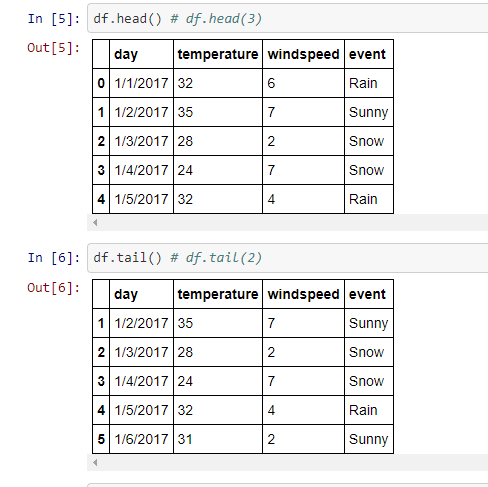 In [5]: df.head() # df.head(3)
Out[5]:
day temperature windspeed event
0 1/1/2017 32 6 Rain
1 1/2/2017 35 7 Sunny
2 1/3/2017 28 2 Snow
3 1/4/2017 24 7 Snow
4 1/5/2017 32 4 Rain
In [6]: df.tail() # df.tail(2)
Out[6]:
day temperature windspeed event
1 1/2/2017 35 7 Sunny
2 1/3/2017 28 2 Snow
3 1/4/2017 24 7 Snow
4 1/5/2017 32 4 Rain
5 1/6/2017 31 2 Sunny